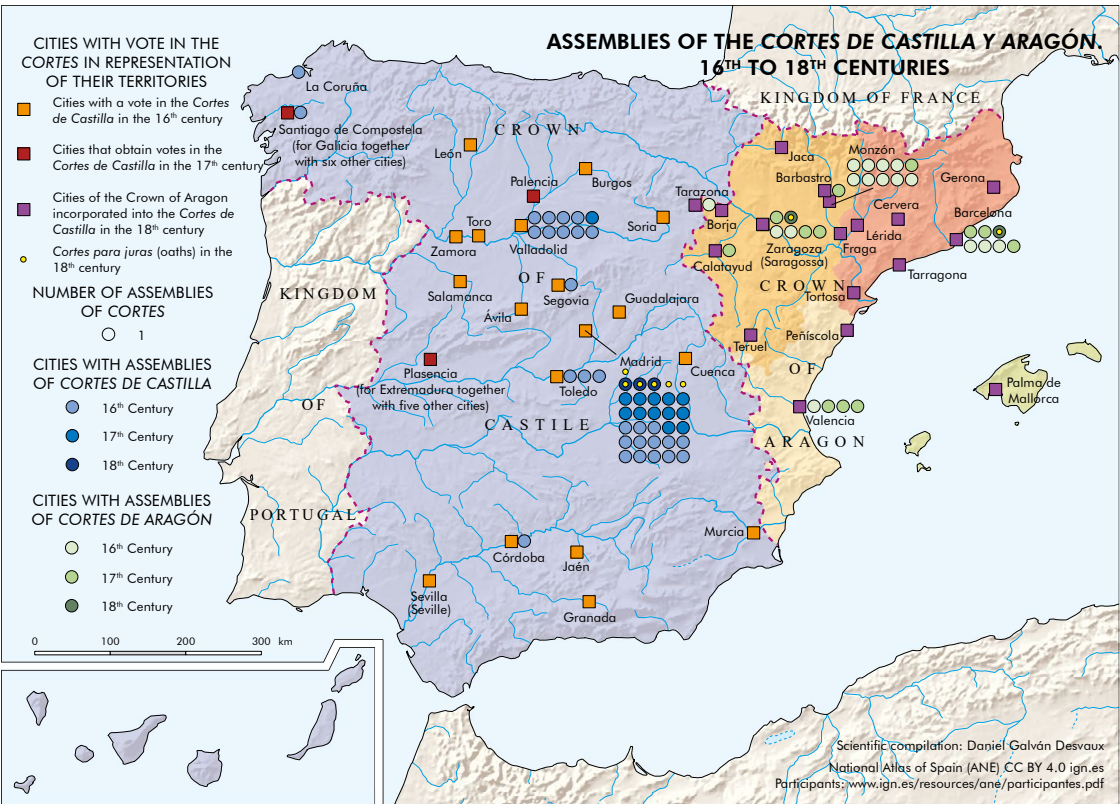 ASSEMBLIES OF THE CORTES DE CASTILLA Y ARAGÓN.
16TH TO 18TH CENTURIES
CITIES WITH VOTE IN THE
CORTES IN REPRESENTATION
OF THEIR TERRITORIES
Cities with a vote in the Cortes
de Castilla in the 16th century
Cities that obtain votes in the
Cortes de Castilla in the 17th century
Cities of the Crown of Aragon
incorporated into the Cortes de
Castilla in the 18th century
Cortes para juras (oaths) in the
18th century
NUMBER OF ASSEMBLIES
OF CORTES
1
CITIES WITH ASSEMBLIES
OF CORTES DE CASTILLA
16th Century
17th Century
18th Century
CITIES WITH ASSEMBLIES
OF CORTES DE ARAGÓN
16th Century
17th Century
18th Century
0 100 200 300 km
KINGDOM OF FRANCE
La Coruña
Santiago de Compostela
(for Galicia together
with six other cities)
CROWN
León
Burgos
Palencia
Toro
Zamora
Valladolid
Soria
OF
Salamanca
Segovia
Ávila
Guadalajara
Madrid
Cuenca
Plasencia
(for Extremadura together
with five other cities)
Toledo
CASTILE
Córdoba
Jaén
Murcia
Sevilla
(Seville)
Granada
KINGDOM
OF
PORTUGAL
Jaca
Monzón
Barbastro
Gerona
Tarazona
Borja
Cervera
Barcelona
Zaragoza
(Saragossa)
Lérida
Fraga
Calatayud
Tarragona
CROWN
Tortosa
Teruel
Peñíscola
OF
Valencia
ARAGON
Palma de
Mallorca
Scientific compilation: Daniel Galván Desvaux
National Atlas of Spain (ANE) CC BY 4.0 ign.es
Participants: www.ign.es/resources/ane/participantes.pdf